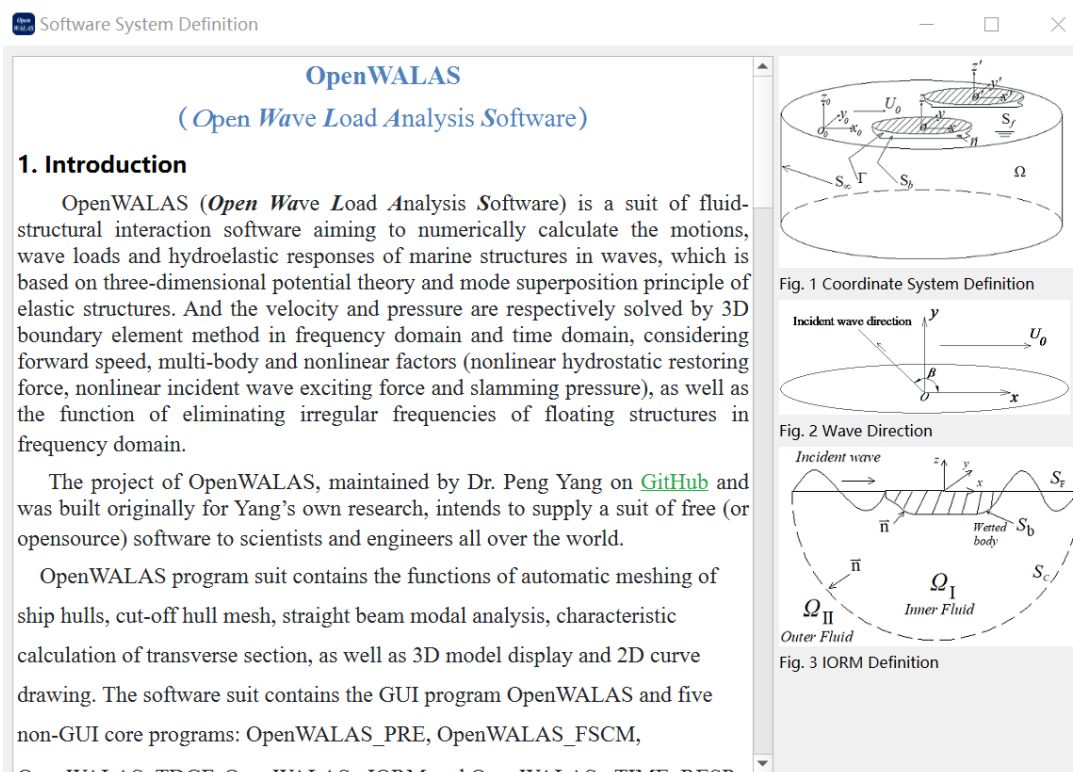 Open WALAS
Software System Definition
OpenWALAS
(Open Wave Load Analysis Software)
1. Introduction
OpenWALAS (Open Wave Load Analysis Software) is a suit of fluid-
structural interaction software aiming to numerically calculate the motions,
wave loads and hydroelastic responses of marine structures in waves, which is
based on three-dimensional potential theory and mode superposition principle of
elastic structures. And the velocity and pressure are respectively solved by 3D
boundary element method in frequency domain and time domain, considering
forward speed, multi-body and nonlinear factors (nonlinear hydrostatic restoring
force, nonlinear incident wave exciting force and slamming pressure), as well as
the function of eliminating irregular frequencies of floating structures in
frequency domain.
The project of OpenWALAS, maintained by Dr. Peng Yang on GitHub and
was built originally for Yang's own research, intends to supply a suit of free (or
opensource) software to scientists and engineers all over the world.
OpenWALAS program suit contains the functions of automatic meshing of
ship hulls, cut-off hull mesh, straight beam modal analysis, characteristic
calculation of transverse section, as well as 3D model display and 2D curve
drawing. The software suit contains the GUI program OpenWALAS and five
non-GUI core programs: OpenWALAS_PRE, OpenWALAS_FSCM,
z'
y'
x'
o'
z0
y0
x0
O0
U0
z
y
x
o
n
Sf
S∞
Γ
Sb
Ω
Fig. 1 Coordinate System Definition
Incident wave direction
y
U0
β
O
x
Fig. 2 Wave Direction
Incident wave
z
y
x
SF
n
Wetted
body
Sb
n
SC
ΩI
Inner Fluid
ΩII
Outer Fluid
Fig. 3 IORM Definition